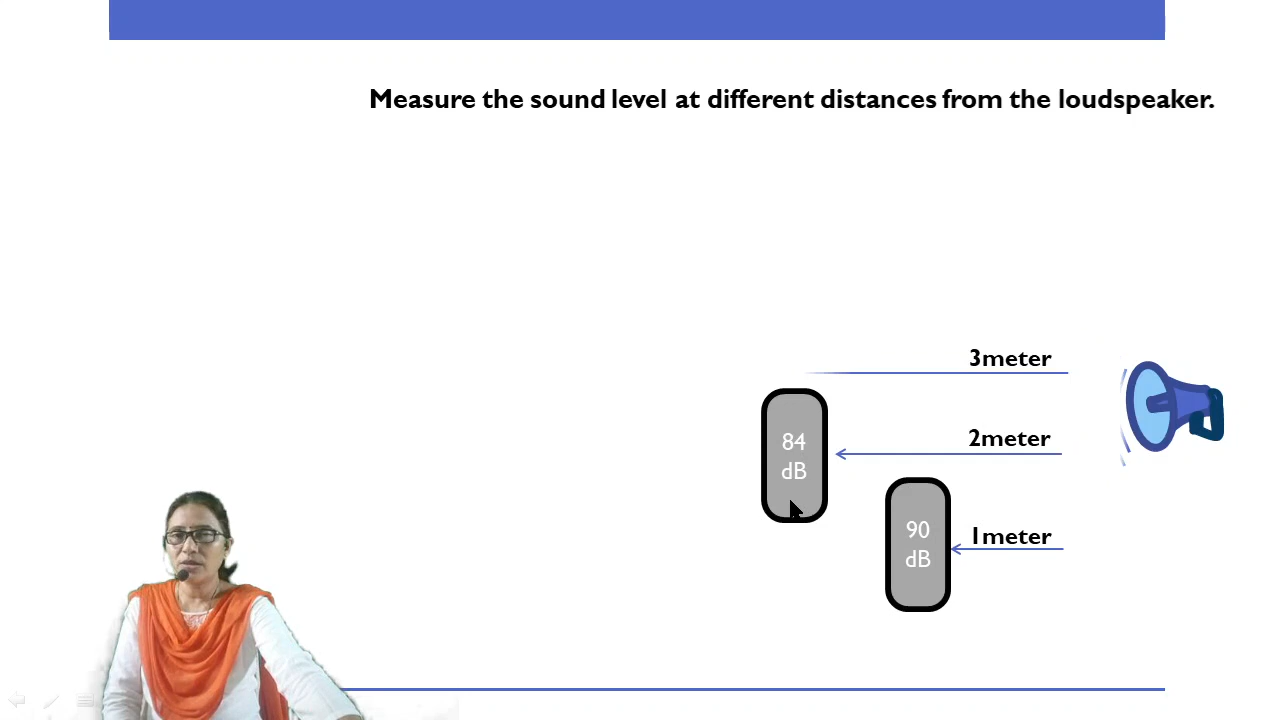 Measure the sound level at different distances from the loudspeaker.
3meter
84
dB
2meter
90
dB
1meter